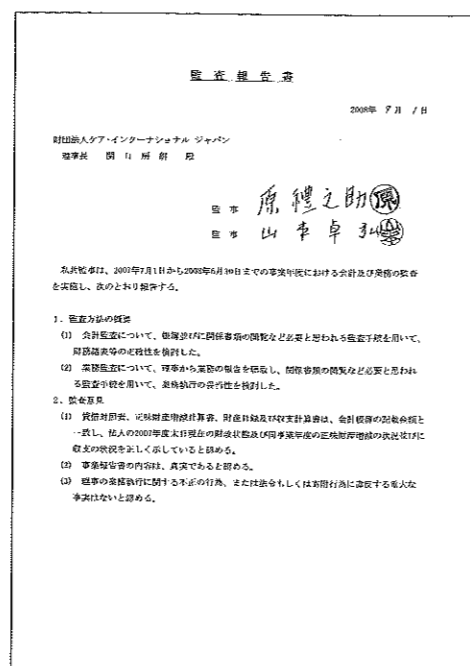 監査報告書
2008年 9月 1日
財団法人ケア・インターナショナル ジャパン
理事長 関口房朗 殿
監事 原 禮之助
監事 山本卓
私共監事は、2007年7月1日から2008年6月30日までの事業年度における会計及び業務の監査
を実施し、次のとおり報告する。
1. 監査方法の概要
(1) 会計監査について、帳簿並びに関係書類の閲覧など必要と思われる監査手続を用いて、
財務諸表等の正確性を検討した。
(2) 業務監査について、理事から業務の報告を聴取し、関係書類の閲覧など必要と思われ
る監査手続を用いて、業務執行の妥当性を検討した。
2. 監査意見
(1) 貸借対照表、正味財産増減計算書、財産目録及び収支計算書は、会計帳簿の記載金額と
一致し、法人の2007年度末日現在の財政状態及び同事業年度の正味財産増減の状況並びに
収支の状況を正しく示していると認める。
(2) 事業報告書の内容は、真実であると認める。
(3) 理事の業務執行に関する不正の行為、または法令もしくは寄附行為に違反する重大な
事実はないと認める。